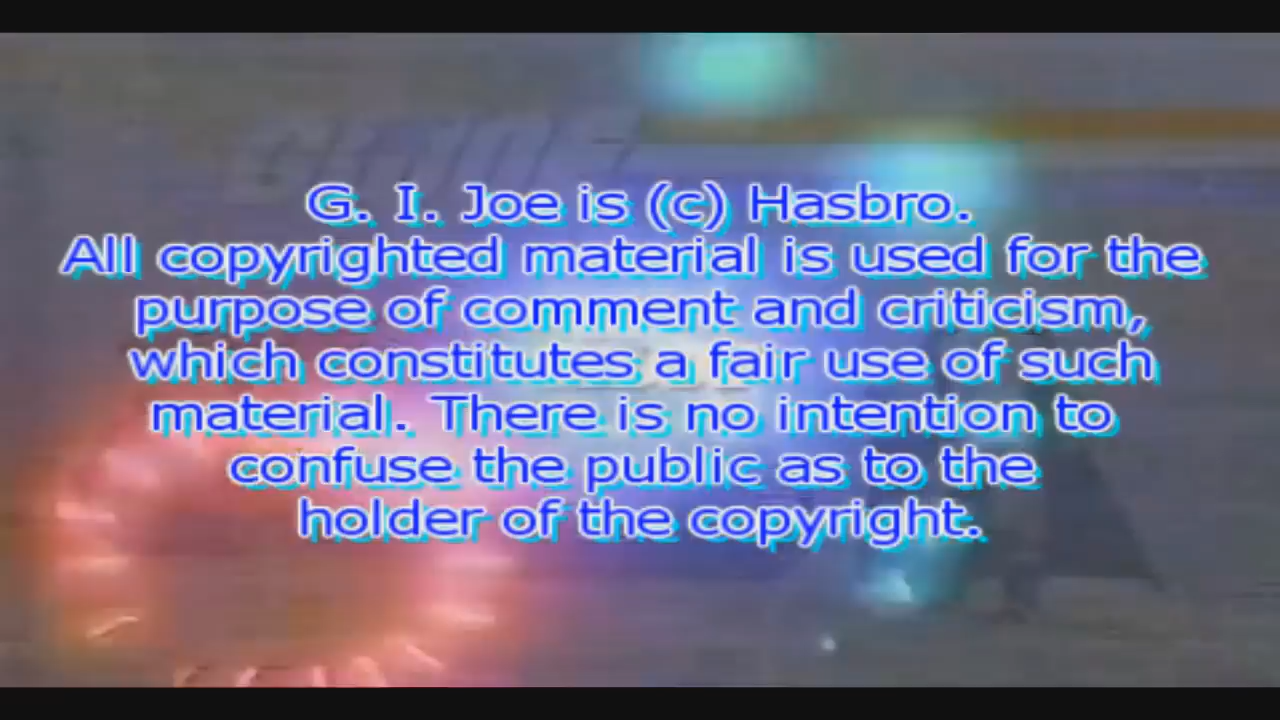 G. I. Joe is (c) Hasbro.
All copyrighted material is used for the
purpose of comment and criticism,
which constitutes a fair use of such
material. There is no intention to
confuse the public as to the
holder of the copyright.